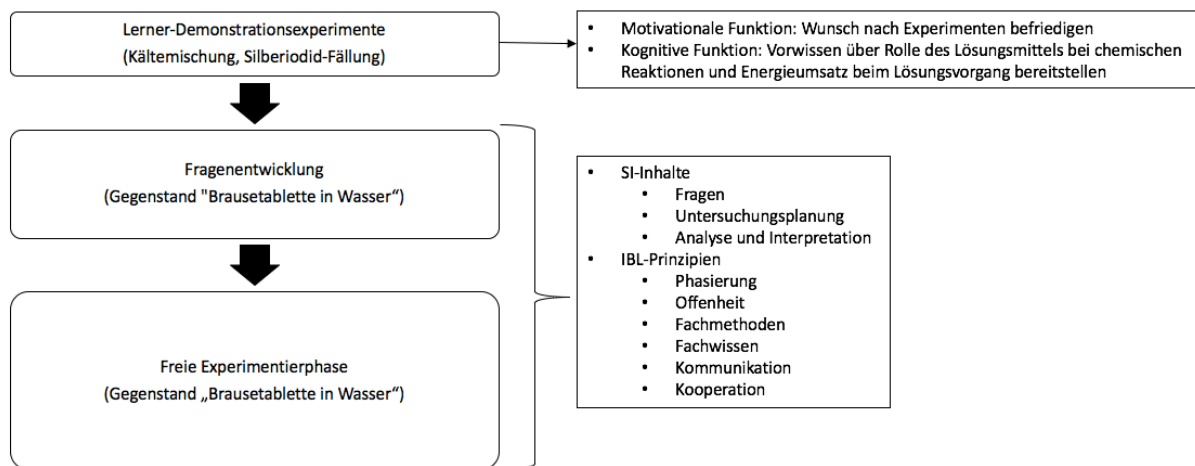 Lerner-Demonstrationsexperimente
(Kältemischung, Silberiodid-Fällung)
• Motivationale Funktion: Wunsch nach Experimenten befriedigen
• Kognitive Funktion: Vorwissen über Rolle des Lösungsmittels bei chemischen
Reaktionen und Energieumsatz beim Lösungsvorgang bereitstellen
Fragenentwicklung
(Gegenstand "Brausetablette in Wasser“)
• SI-Inhalte
• Fragen
• Untersuchungsplanung
• Analyse und Interpretation
• IBL-Prinzipien
• Phasierung
• Offenheit
• Fachmethoden
• Fachwissen
• Kommunikation
• Kooperation
Freie Experimentierphase
(Gegenstand „Brausetablette in Wasser“)